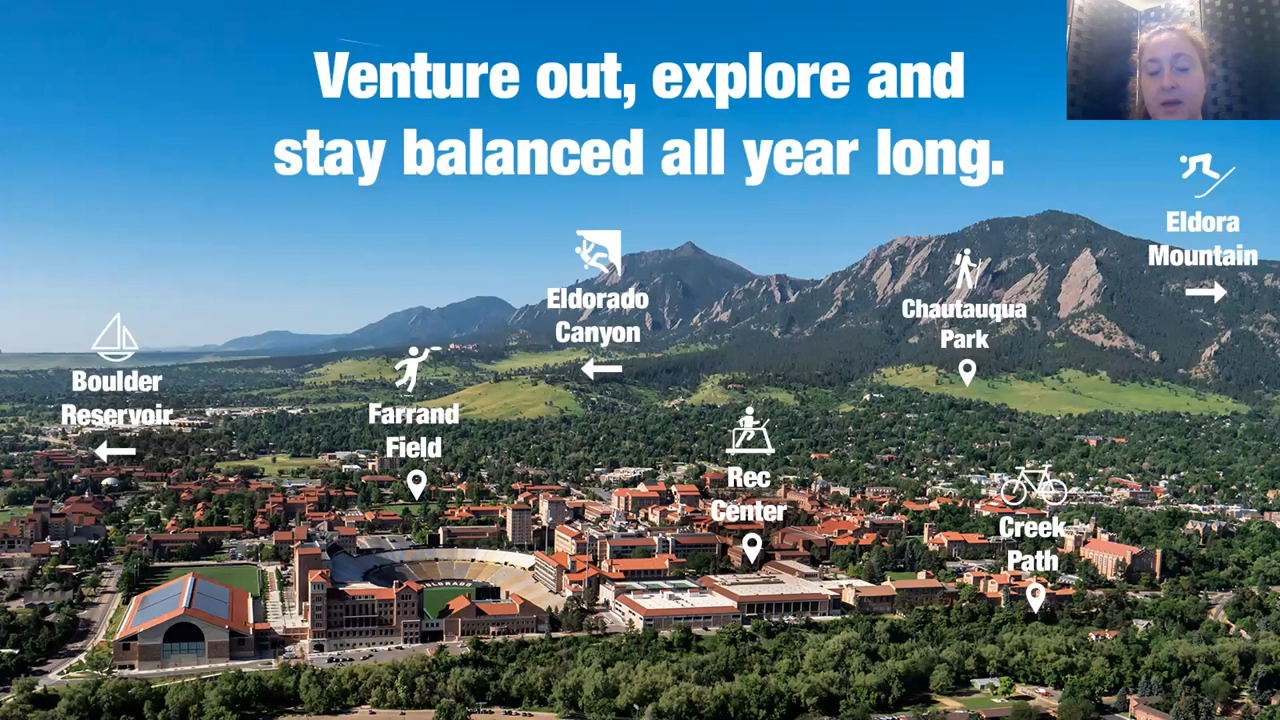 Venture out, explore and
stay balanced all year long.
Eldora
Mountain
Eldorado
Canyon
Chautauqua
Park
Boulder
Reservoir
Farrand
Field
Rec
Center
Creek
Path
COLORADO